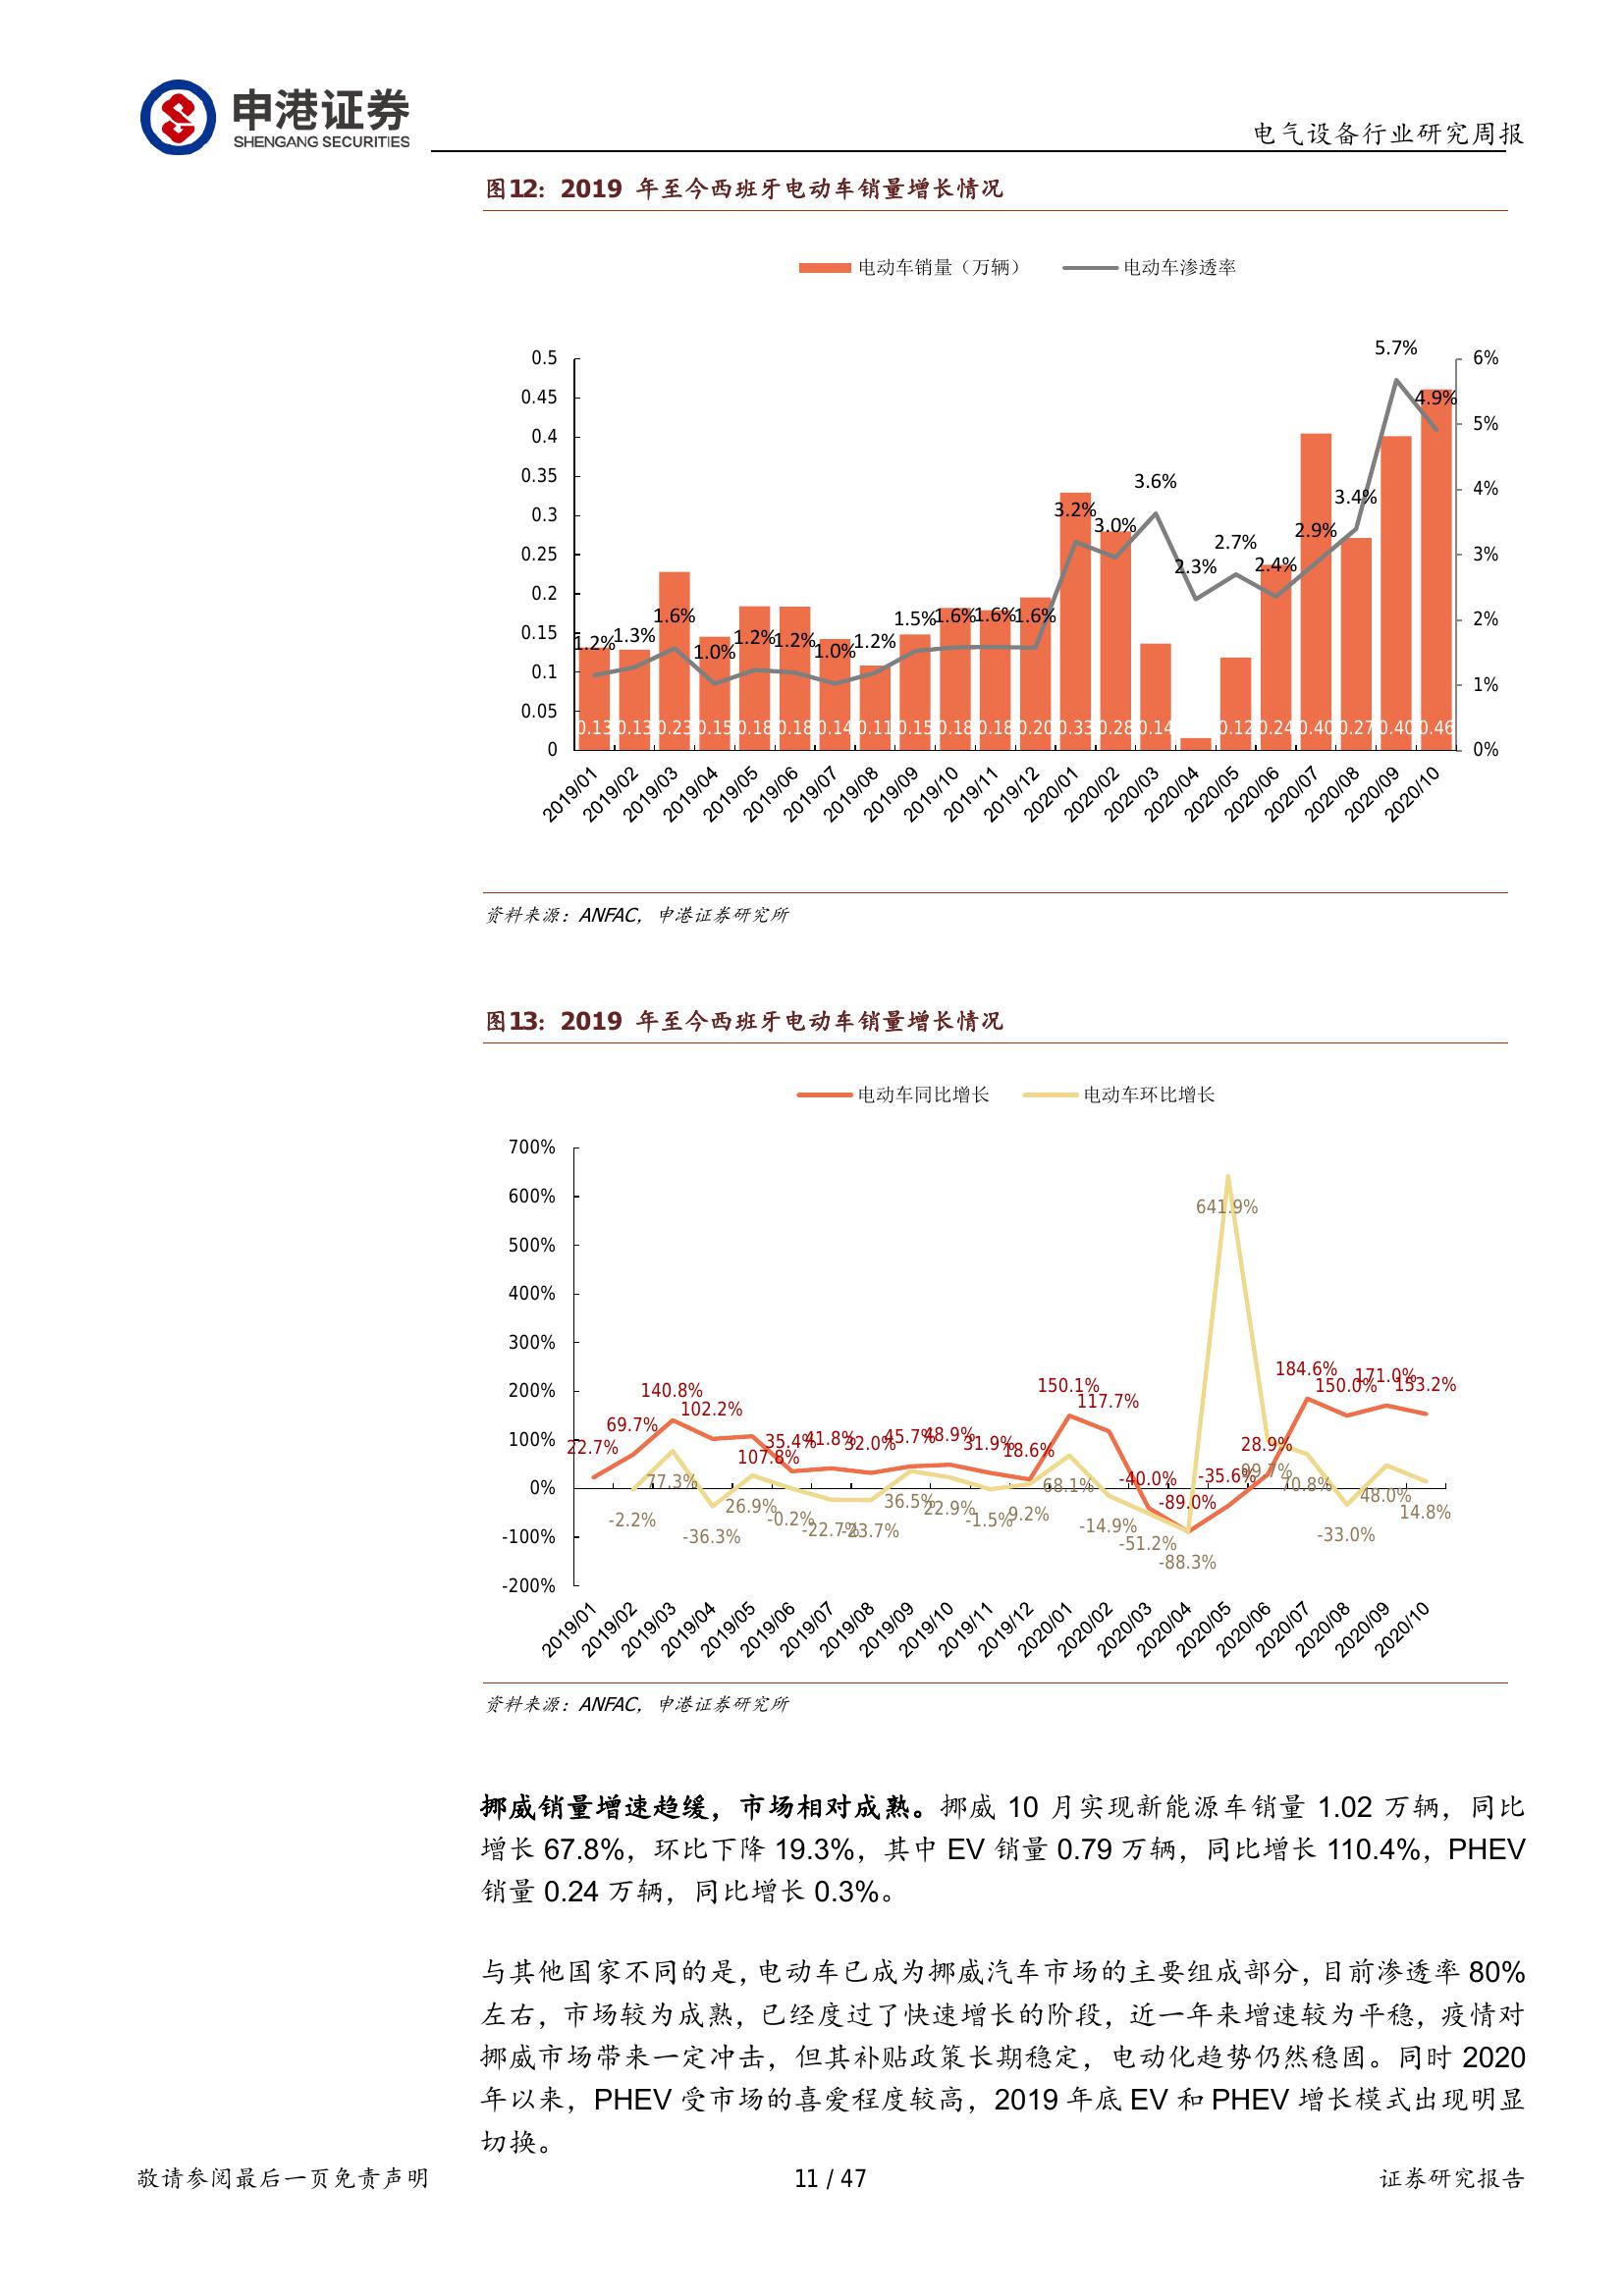 申港证券
SHENGANG SECURITIES
电气设备行业研究周报
图12：2019 年至今西班牙电动车销量增长情况
电动车销量（万辆） 电动车渗透率
0.5
0.45
0.4
0.35
0.3
0.25
0.2
0.15
0.1
0.05
0
6%
5%
4%
3%
2%
1%
0%
1.2% 1.3% 1.6% 1.0% 1.2% 1.2% 1.0% 1.2% 1.5% 1.6% 1.6% 1.6% 3.2% 3.0% 3.6% 2.3% 2.7% 2.4% 2.9% 3.4% 5.7% 4.9%
0.13 0.13 0.23 0.15 0.18 0.18 0.14 0.11 0.15 0.18 0.18 0.20 0.33 0.28 0.14 0.12 0.24 0.40 0.27 0.40 0.46
2019/01 2019/02 2019/03 2019/04 2019/05 2019/06 2019/07 2019/08 2019/09 2019/10 2019/11 2019/12 2020/01 2020/02 2020/03 2020/04 2020/05 2020/06 2020/07 2020/08 2020/09 2020/10
资料来源：ANFAC，申港证券研究所
图13：2019 年至今西班牙电动车销量增长情况
电动车同比增长 电动车环比增长
700%
600%
500%
400%
300%
200%
100%
0%
-100%
-200%
22.7% 69.7% 140.8% 102.2% 107.8% 35.4% 41.8% 32.0% 45.7% 48.9% 31.9% 18.6% 150.1% 117.7% -40.0% -89.0% -35.6% 28.9% 184.6% 150.0% 171.0% 153.2%
-2.2% 77.3% -36.3% 26.9% -0.2% -22.7% -23.7% 36.5% 22.9% -1.5% 9.2% 68.1% -14.9% -51.2% -88.3% 641.9% 99.7% 70.8% -33.0% 48.0% 14.8%
2019/01 2019/02 2019/03 2019/04 2019/05 2019/06 2019/07 2019/08 2019/09 2019/10 2019/11 2019/12 2020/01 2020/02 2020/03 2020/04 2020/05 2020/06 2020/07 2020/08 2020/09 2020/10
资料来源：ANFAC，申港证券研究所
挪威销量增速趋缓，市场相对成熟。挪威 10 月实现新能源车销量 1.02 万辆，同比
增长 67.8%，环比下降 19.3%，其中 EV 销量 0.79 万辆，同比增长 110.4%，PHEV
销量 0.24 万辆，同比增长 0.3%。
与其他国家不同的是，电动车已成为挪威汽车市场的主要组成部分，目前渗透率 80%
左右，市场较为成熟，已经度过了快速增长的阶段，近一年来增速较为平稳，疫情对
挪威市场带来一定冲击，但其补贴政策长期稳定，电动化趋势仍然稳固。同时 2020
年以来，PHEV 受市场的喜爱程度较高，2019 年底 EV 和 PHEV 增长模式出现明显
切换。
敬请参阅最后一页免责声明
11 / 47
证券研究报告